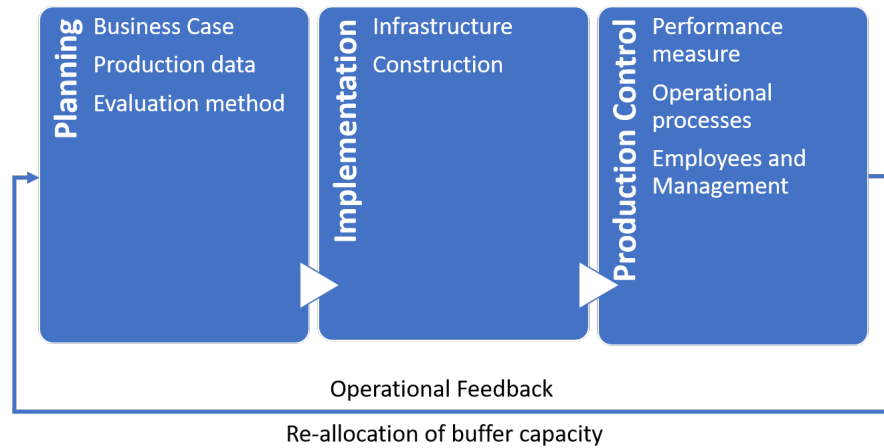 Planning
Business Case
Production data
Evaluation method
Implementation
Infrastructure
Construction
Production Control
Performance
measure
Operational
processes
Employees and
Management
Operational Feedback
Re-allocation of buffer capacity